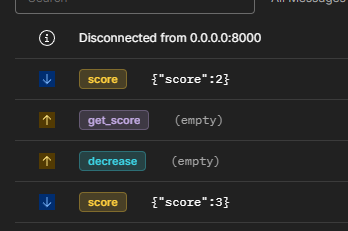 Search All Messages
Disconnected from 0.0.0.0:8000
score {"score":2}
get_score (empty)
decrease (empty)
score {"score":3}